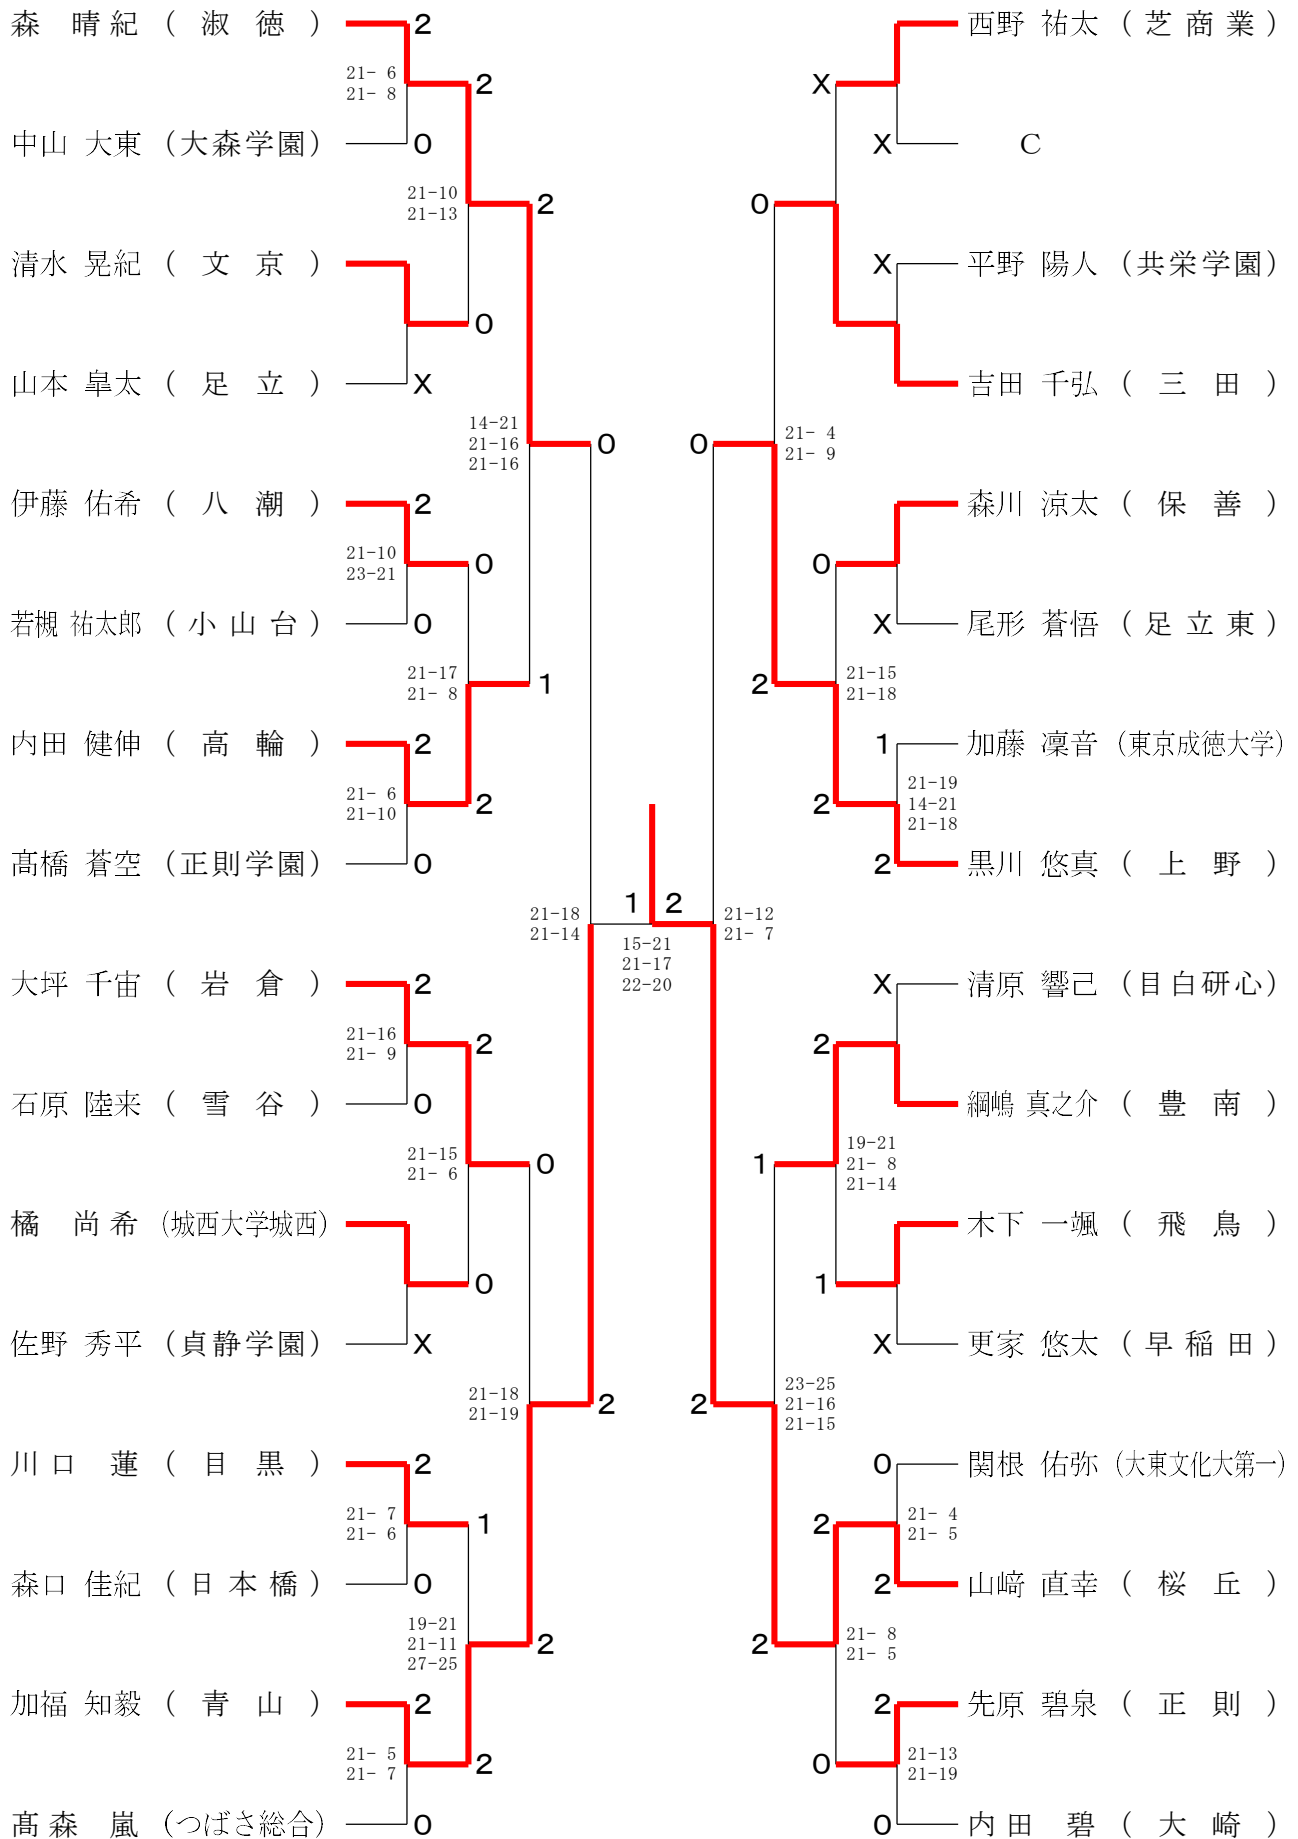 森　晴紀（淑徳） 2
21- 6
21- 8
2
中山 大東（大森学園） 0
21-10
21-13
2
清水 晃紀（文京）
0
山本 皐太（足立） X
14-21
21-16
21-16
0
伊藤 佑希（八潮） 2
21-10
23-21
0
若槻 祐太郎（小山台） 0
21-17
21- 8
1
内田 健伸（高輪） 2
21- 6
21-10
2
髙橋 蒼空（正則学園） 0
21-18
21-14
大坪 千宙（岩倉） 2
21-16
21- 9
2
石原 陸来（雪谷） 0
21-15
21- 6
0
橘　尚希（城西大学城西）
0
佐野 秀平（貞静学園） X
21-18
21-19
2
川口　蓮（目黒） 2
21- 7
21- 6
1
森口 佳紀（日本橋） 0
19-21
21-11
27-25
2
加福 知毅（青山） 2
21- 5
21- 7
2
髙森　嵐（つばさ総合） 0
1 2
15-21
21-17
22-20
西野 祐太（芝商業）
X
X C
0
X 平野 陽人（共栄学園）
吉田 千弘（三田）
0
21- 4
21- 9
森川 涼太（保善）
0
X 尾形 蒼悟（足立東）
2
21-15
21-18
1 加藤 凜音（東京成徳大学）
2
21-19
14-21
21-18
2 黒川 悠真（上野）
21-12
21- 7
X 清原 響己（目白研心）
2
綱嶋 真之介（豊南）
1
19-21
21- 8
21-14
木下 一颯（飛鳥）
1
X 更家 悠太（早稲田）
2
23-25
21-16
21-15
0 関根 佑弥（大東文化大第一）
2
21- 4
21- 5
2 山﨑 直幸（桜丘）
2
21- 8
21- 5
2 先原 碧泉（正則）
0
21-13
21-19
0 内田　碧（大崎）